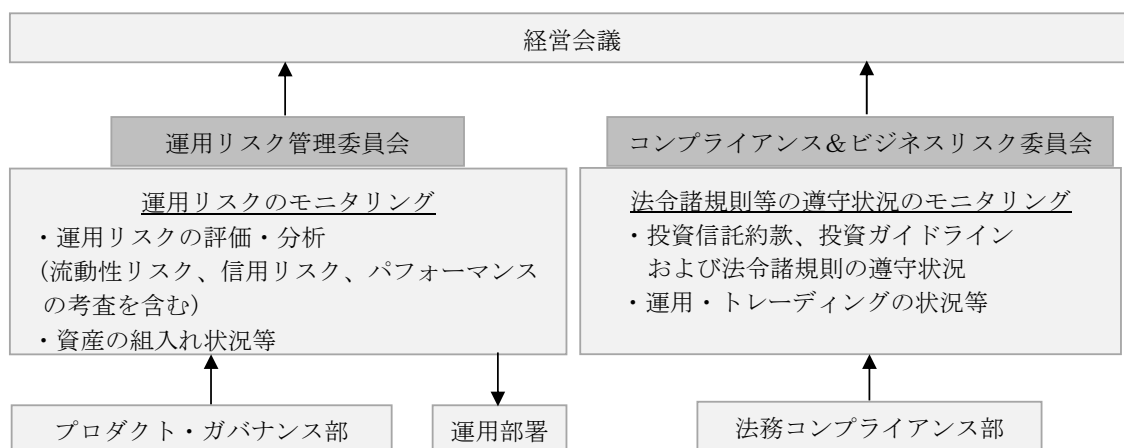 経営会議
運用リスク管理委員会
運用リスクのモニタリング
・運用リスクの評価・分析
(流動性リスク、信用リスク、パフォーマンス
の考査を含む)
・資産の組入れ状況等
プロダクト・ガバナンス部
運用部署
コンプライアンス&ビジネスリスク委員会
法令諸規則等の遵守状況のモニタリング
・投資信託約款、投資ガイドライン
および法令諸規則の遵守状況
・運用・トレーディングの状況等
法務コンプライアンス部